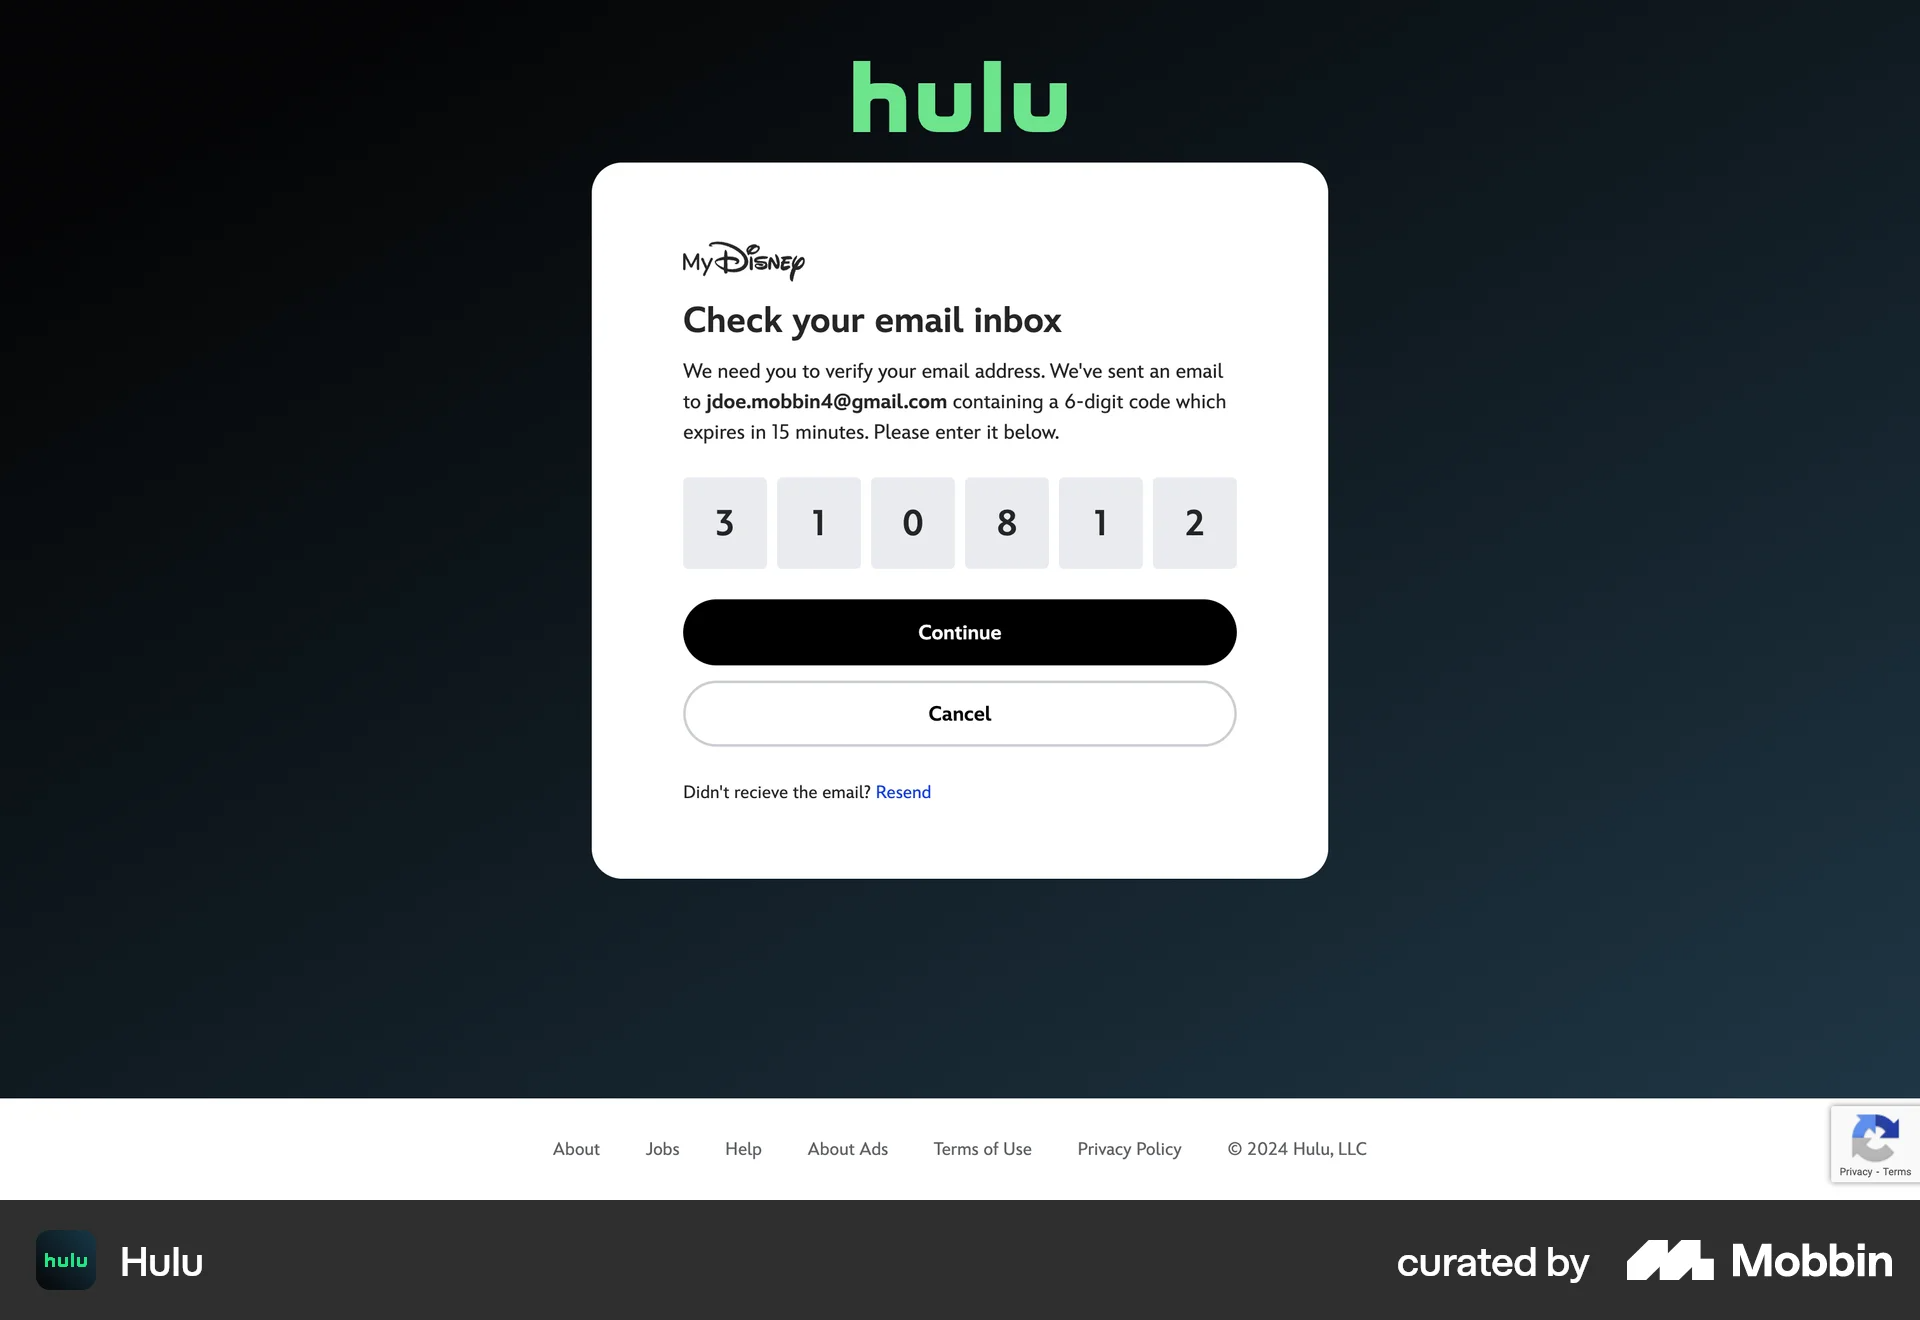 hulu
My Disney
Check your email inbox
We need you to verify your email address. We've sent an email
to jdoe.mobbin4@gmail.com containing a 6-digit code which
expires in 15 minutes. Please enter it below.
3 1 0 8 1 2
Continue
Cancel
Didn't recieve the email? Resend
About Jobs Help About Ads Terms of Use Privacy Policy © 2024 Hulu, LLC
Privacy - Terms
hulu Hulu curated by Mobbin